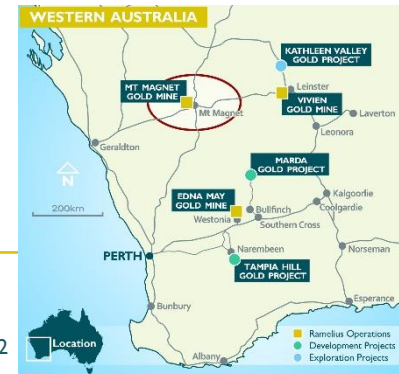 WESTERN AUSTRALIA
KATHLEEN VALLEY
GOLD PROJECT
MT MAGNET
GOLD MINE
Leinster
VIVIEN
GOLD MINE
Mt Magnet
Laverton
Leonora
Geraldton
MARDA
GOLD PROJECT
N
200km
EDNA MAY
GOLD MINE
Kalgoorlie
Bullfinch
Coolgardie
Westonia
Southern Cross
PERTH
Narembeen
Norseman
TAMPIA HILL
GOLD PROJECT
Bunbury
Esperance
2
Location
Ramelius Operations
Development Projects
Exploration Projects
Albany